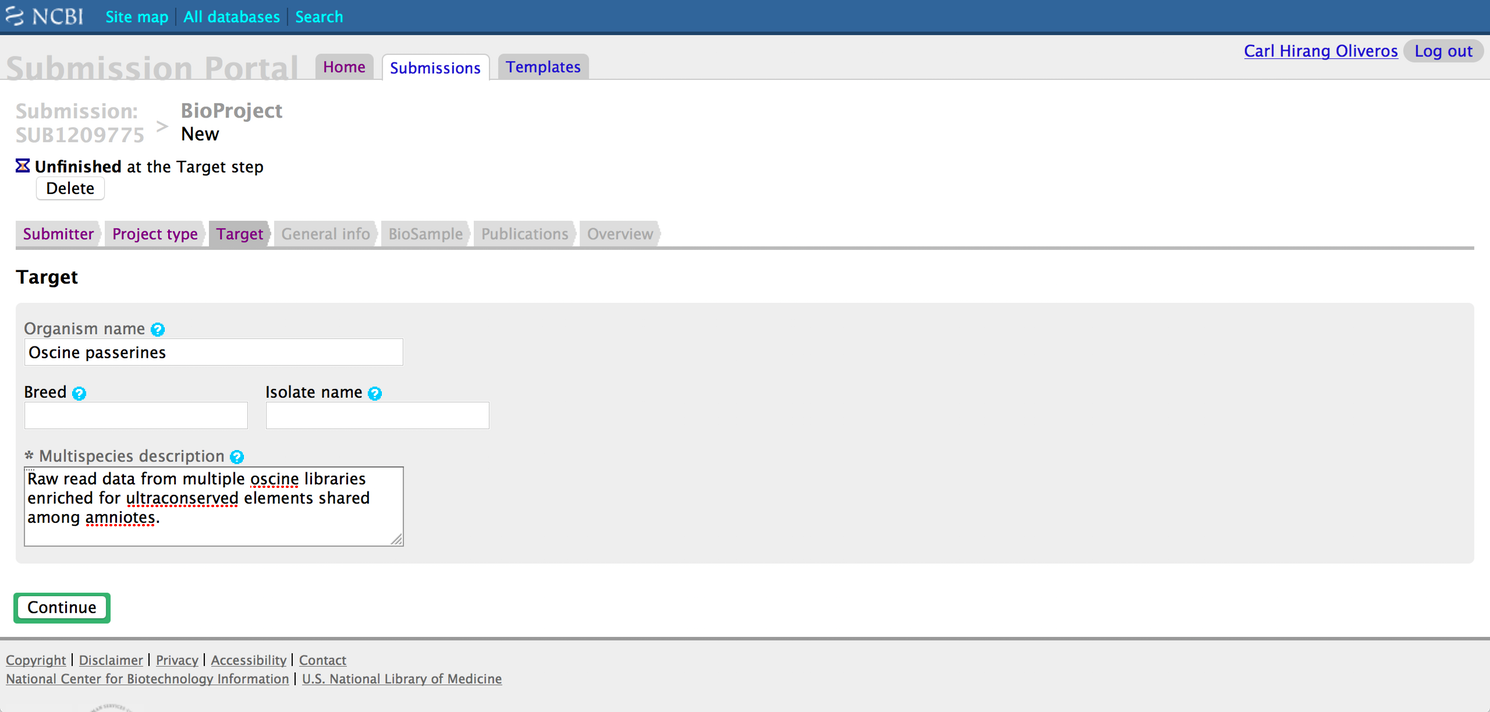 NCBI Site map All databases Search
Carl Hirang Oliveros Log out
Submission Portal Home Submissions Templates
Submission: SUB1209775 > BioProject
New
Unfinished at the Target step
Delete
Submitter Project type Target General info BioSample Publications Overview
Target
Organism name ?
Oscine passerines
Breed ? Isolate name ?
* Multispecies description ?
Raw read data from multiple oscine libraries
enriched for ultraconserved elements shared
among amniotes.
Continue
Copyright | Disclaimer | Privacy | Accessibility | Contact
National Center for Biotechnology Information | U.S. National Library of Medicine